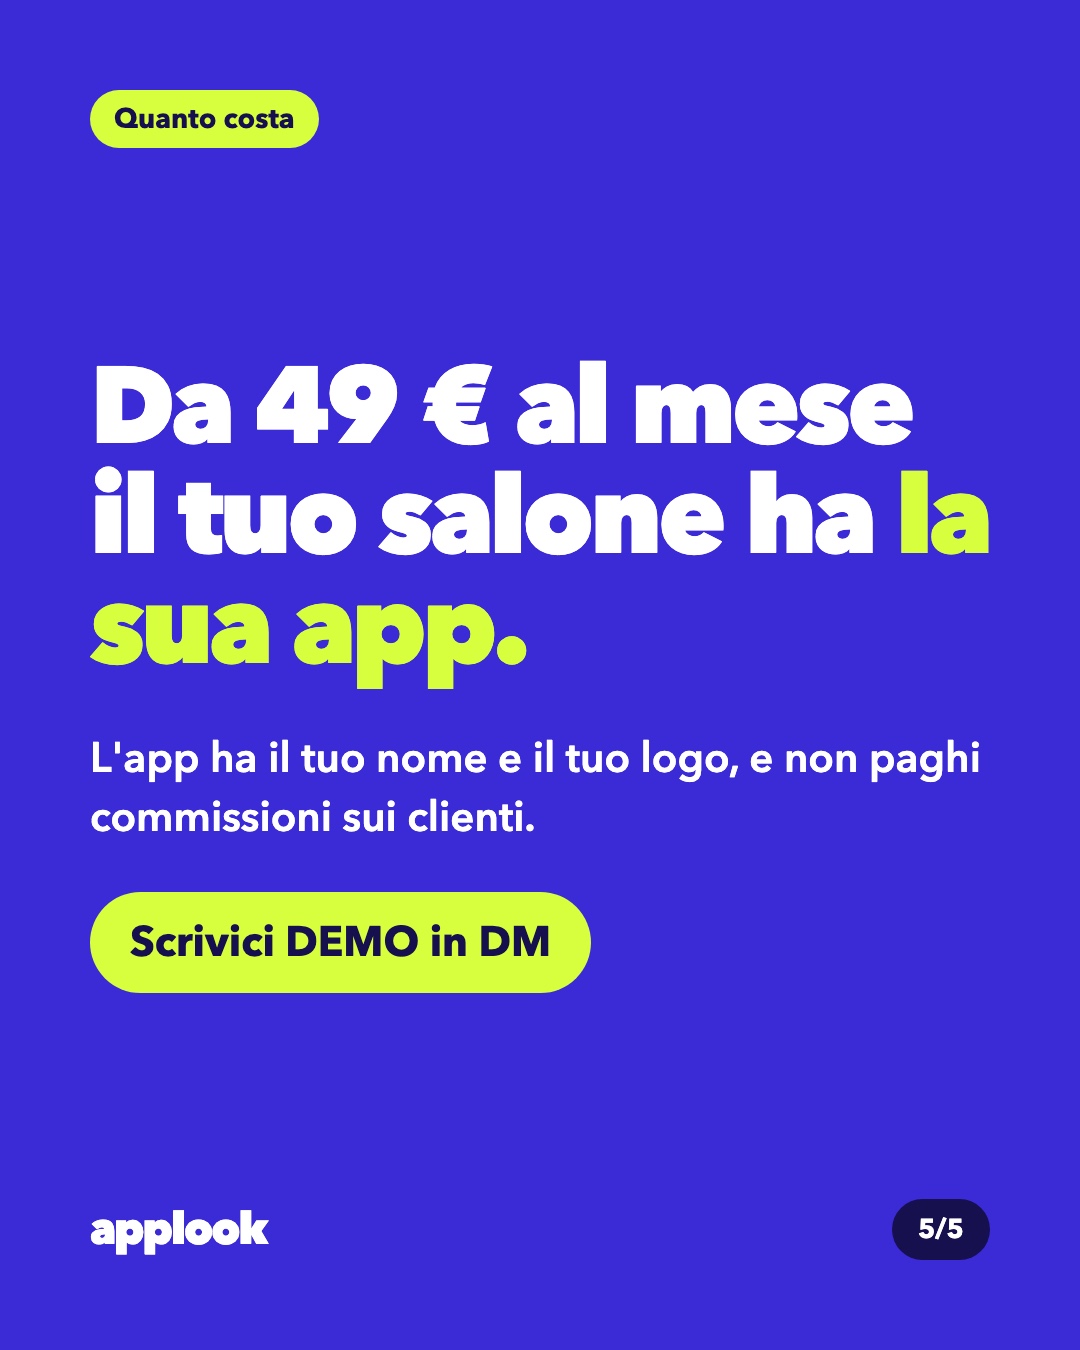 Quanto costa
Da 49 € al mese
il tuo salone ha la
sua app.
L'app ha il tuo nome e il tuo logo, e non paghi
commissioni sui clienti.
Scrivici DEMO in DM
applook
5/5